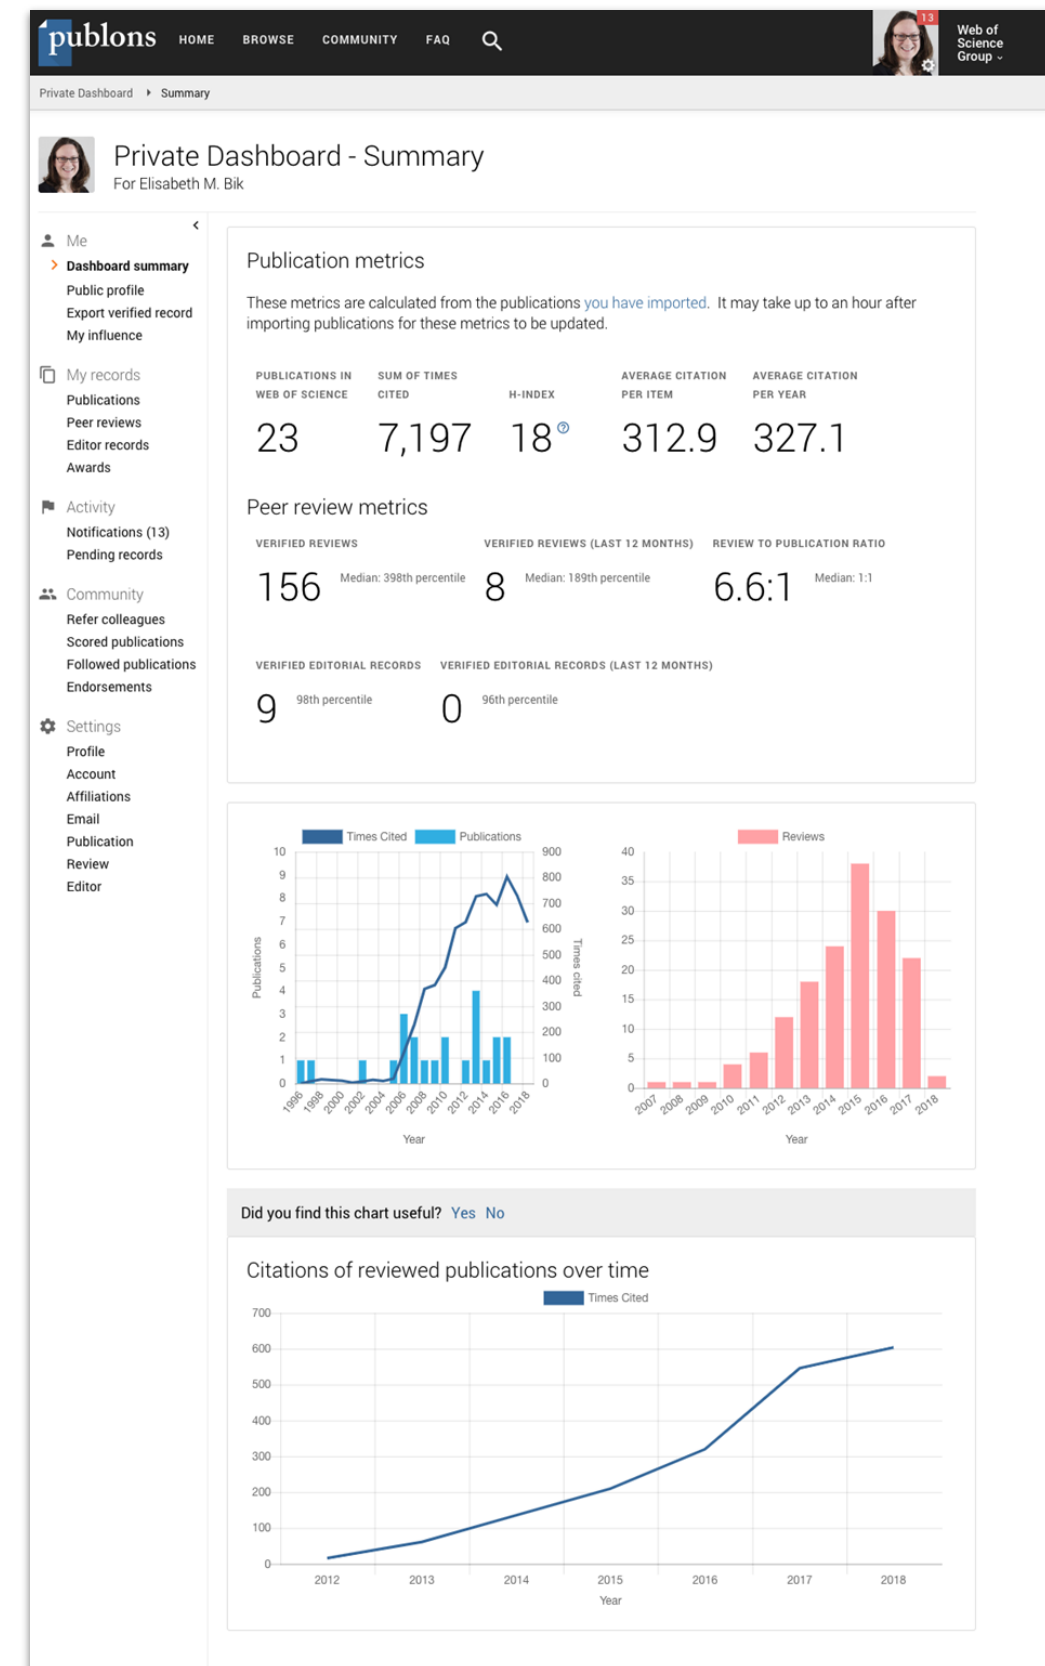 publons HOME BROWSE COMMUNITY FAQ
13
Web of
Science
Group
Private Dashboard Summary
Private Dashboard - Summary
For Elisabeth M. Bik
Me
Dashboard summary
Public profile
Export verified record
My influence
My records
Publications
Peer reviews
Editor records
Awards
Activity
Notifications (13)
Pending records
Community
Refer colleagues
Scored publications
Followed publications
Endorsements
Settings
Profile
Account
Affiliations
Email
Publication
Review
Editor
Publication metrics
These metrics are calculated from the publications you have imported. It may take up to an hour after
importing publications for these metrics to be updated.
PUBLICATIONS IN
WEB OF SCIENCE
23
SUM OF TIMES
CITED
7,197
H-INDEX
18 ?
AVERAGE CITATION
PER ITEM
312.9
AVERAGE CITATION
PER YEAR
327.1
Peer review metrics
VERIFIED REVIEWS
156 Median: 398th percentile
VERIFIED REVIEWS (LAST 12 MONTHS)
8 Median: 189th percentile
REVIEW TO PUBLICATION RATIO
6.6:1 Median: 1:1
VERIFIED EDITORIAL RECORDS
9 98th percentile
VERIFIED EDITORIAL RECORDS (LAST 12 MONTHS)
0 96th percentile
Times Cited Publications
10
9
8
7
6
5
4
3
2
1
0
Publications
900
800
700
600
500
400
300
200
100
0
Times cited
1996 1998 2000 2002 2004 2006 2008 2010 2012 2014 2016 2018
Year
Reviews
40
35
30
25
20
15
10
5
0
2007 2008 2009 2010 2011 2012 2013 2014 2015 2016 2017 2018
Year
Did you find this chart useful? Yes No
Citations of reviewed publications over time
Times Cited
700
600
500
400
300
200
100
0
2012 2013 2014 2015 2016 2017 2018
Year